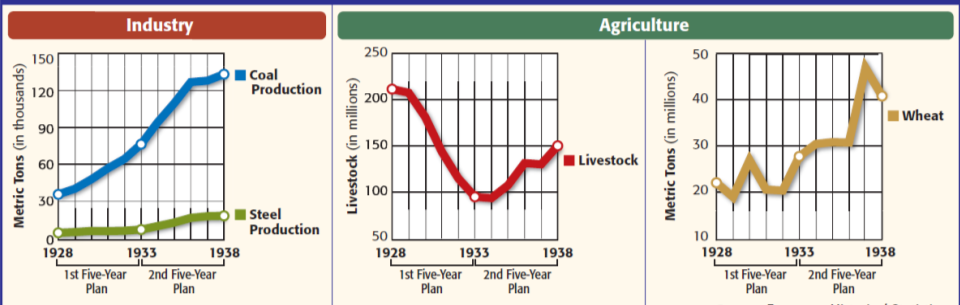 Industry
Agriculture
Metric Tons (in thousands)
150
120
90
60
30
0
Coal
Production
Steel
Production
1928
1933
1938
1st Five-Year
Plan
2nd Five-Year
Plan
Livestock (in millions)
250
200
150
100
50
Livestock
1928
1933
1938
1st Five-Year
Plan
2nd Five-Year
Plan
Metric Tons (in millions)
50
40
30
20
10
Wheat
1928
1933
1938
1st Five-Year
Plan
2nd Five-Year
Plan